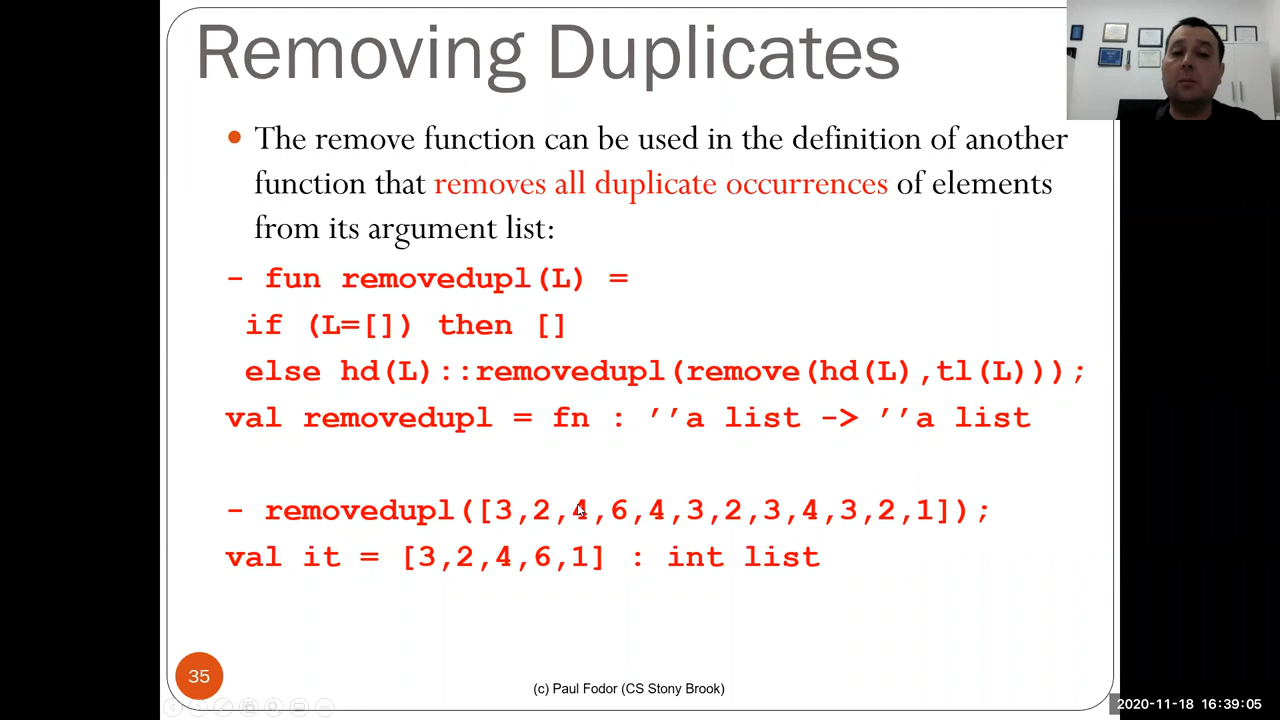 Removing Duplicates
The remove function can be used in the definition of another
function that removes all duplicate occurrences of elements
from its argument list:
- fun removedupl(L) =
if (L=[]) then []
else hd(L)::removedupl(remove(hd(L),tl(L)));
val removedupl = fn : ’’a list -> ’’a list
- removedupl([3,2,4,6,4,3,2,3,4,3,2,1]);
val it = [3,2,4,6,1] : int list
35
(c) Paul Fodor (CS Stony Brook)
2020-11-18 16:39:05